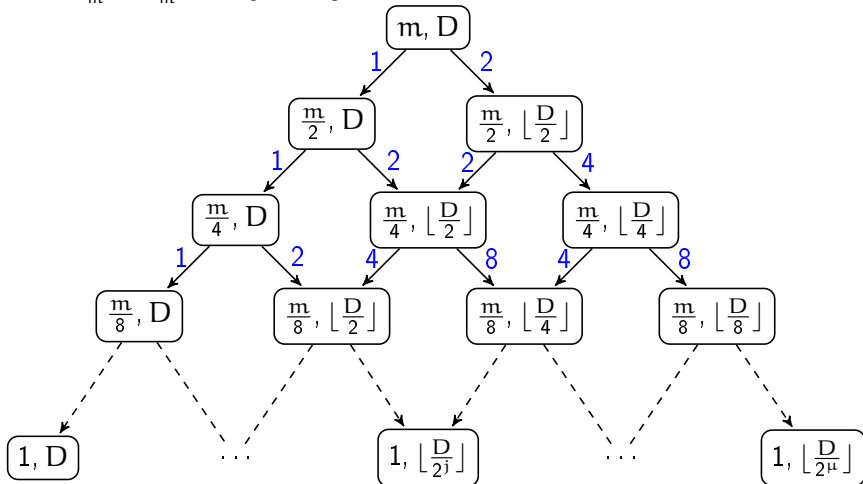 m, D
1 2
m/2, D m/2, ⌊D/2⌋
1 2 2 4
m/4, D m/4, ⌊D/2⌋ m/4, ⌊D/4⌋
1 2 4 8 4 8
m/8, D m/8, ⌊D/2⌋ m/8, ⌊D/4⌋ m/8, ⌊D/8⌋
1, D ... 1, ⌊D/2^j⌋ ... 1, ⌊D/2^μ⌋